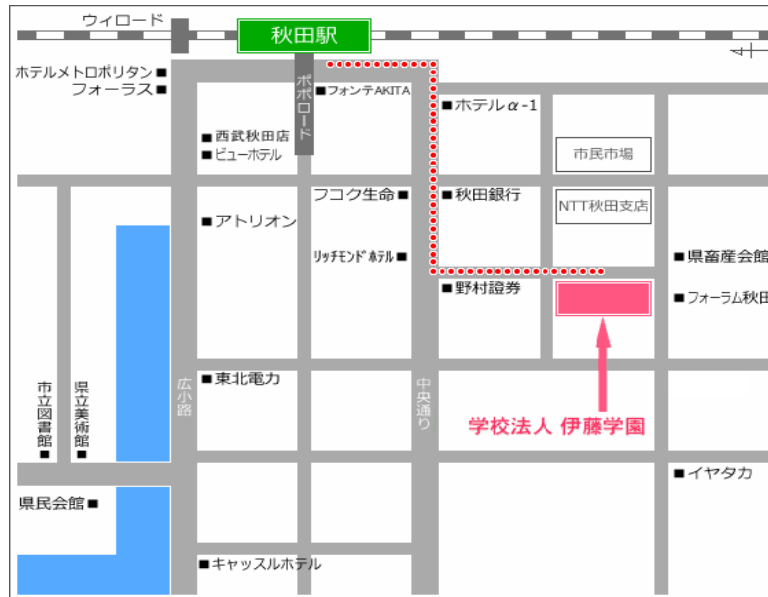 ウィロード
秋田駅
ホテルメトロポリタン■
フォーラス■
ポポロード
■フォンテAKITA
■ホテルα-1
■西武秋田店
■ビューホテル
市民市場
フコク生命■
■秋田銀行
NTT秋田支店
■アトリオン
リッチモンドホテル■
■県畜産会館
■野村證券
■フォーラム秋田
広小路
■東北電力
中央通り
市立図書館■
県立美術館■
学校法人 伊藤学園
■イヤタカ
県民会館■
■キャッスルホテル